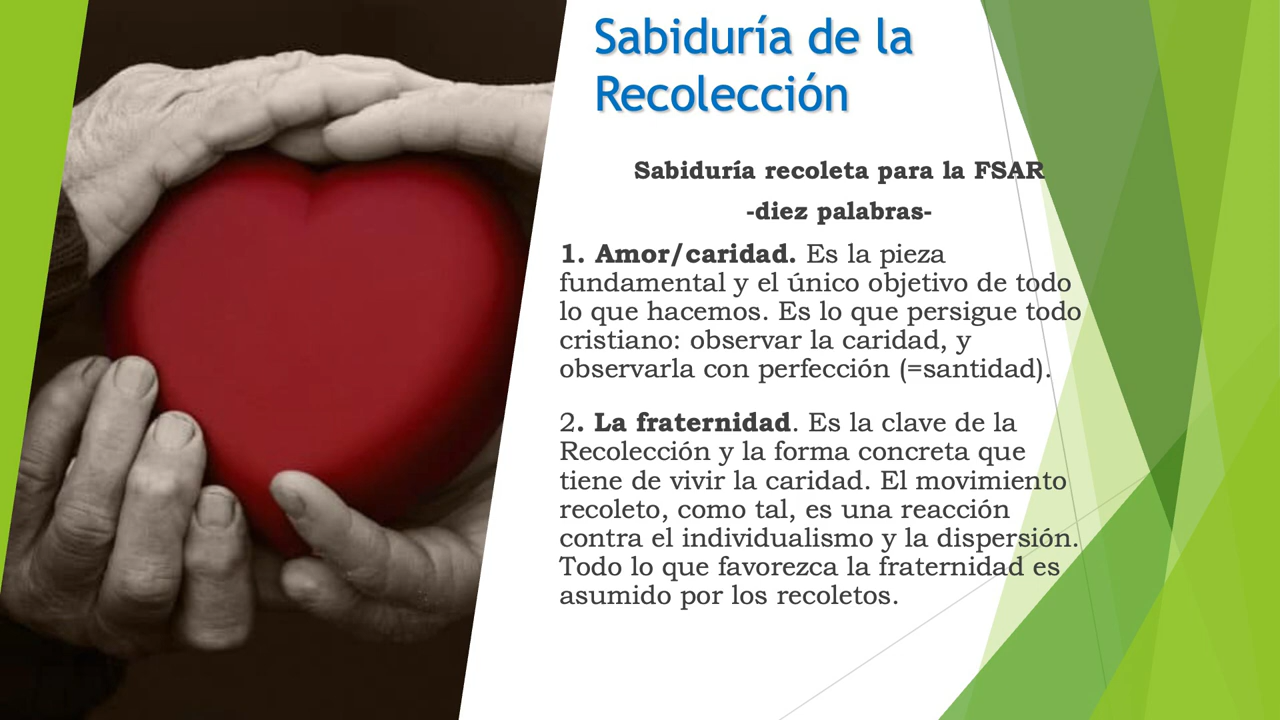 Sabiduría de la
Recolección
Sabiduría recoleta para la FSAR
-diez palabras-
1. Amor/caridad. Es la pieza
fundamental y el único objetivo de todo
lo que hacemos. Es lo que persigue todo
cristiano: observar la caridad, y
observarla con perfección (=santidad).
2. La fraternidad. Es la clave de la
Recolección y la forma concreta que
tiene de vivir la caridad. El movimiento
recoleto, como tal, es una reacción
contra el individualismo y la dispersión.
Todo lo que favorezca la fraternidad es
asumido por los recoletos.